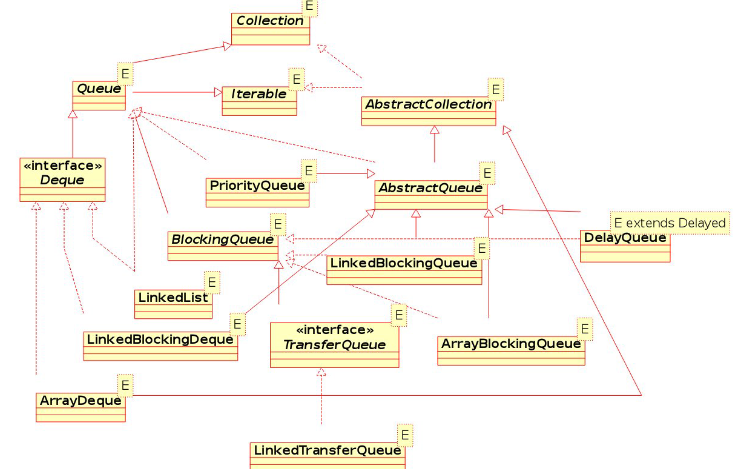 E
Collection
E
Queue
E
Iterable
E
AbstractCollection
«interface»
Deque
E
PriorityQueue
E
AbstractQueue
E
BlockingQueue
E extends Delayed
DelayQueue
E
LinkedBlockingQueue
E
LinkedList
E
LinkedBlockingDeque
E
«interface»
TransferQueue
E
ArrayBlockingQueue
E
ArrayDeque
E
LinkedTransferQueue